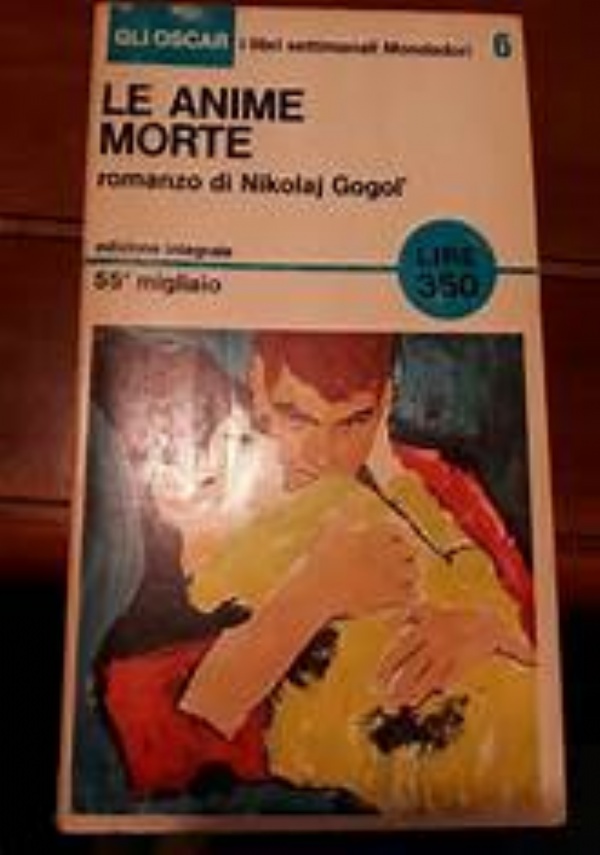 GLI OSCAR i libri settimanali Mondadori 6
LE ANIME
MORTE
romanzo di Nikolaj Gogol'
edizione integrale
55° migliaio
LIRE
350